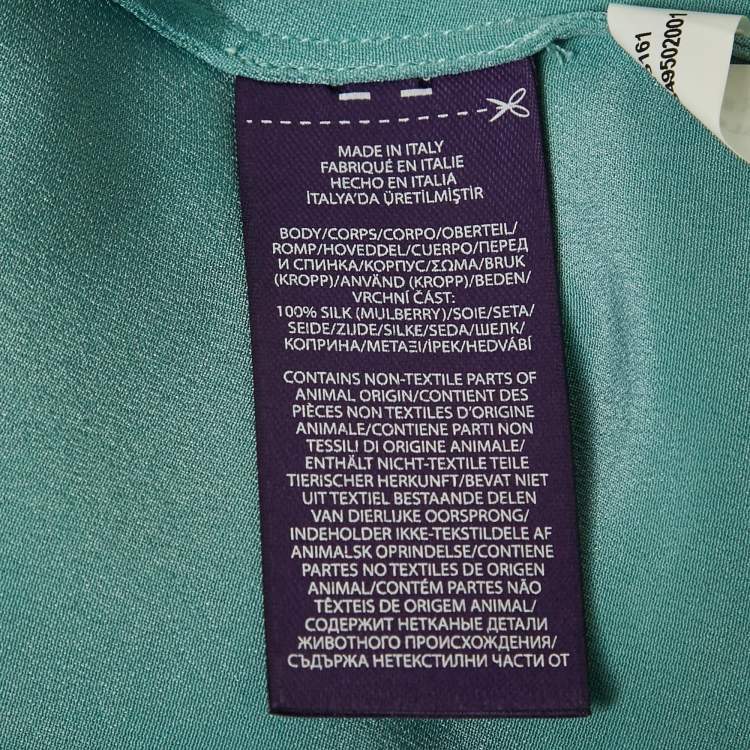 MADE IN ITALY
FABRIQUÉ EN ITALIE
HECHO EN ITALIA
İTALYA'DA ÜRETİLMİŞTİR
BODY/CORPS/CORPO/OBERTEIL/
ROMP/HOVEDDEL/CUERPO/ПЕРЕД
И СПИНКА/КОРПУС/ΣΩΜΑ/BRUK
(KROPP)/ANVÄND (KROPP)/BEDEN/
VRCHNÍ ČÁST:
100% SILK (MULBERRY)/SOIE/SETA/
SEIDE/ZIJDE/SILKE/SEDA/ШЕЛК/
КОПРИНА/ΜΕΤΑΞΙ/İPEK/HEDVÁBÍ
CONTAINS NON-TEXTILE PARTS OF
ANIMAL ORIGIN/CONTIENT DES
PIÈCES NON TEXTILES D'ORIGINE
ANIMALE/CONTIENE PARTI NON
TESSILI DI ORIGINE ANIMALE/
ENTHÄLT NICHT-TEXTILE TEILE
TIERISCHER HERKUNFT/BEVAT NIET
UIT TEXTIEL BESTAANDE DELEN
VAN DIERLIJKE OORSPRONG/
INDEHOLDER IKKE-TEKSTILDELE AF
ANIMALSK OPRINDELSE/CONTIENE
PARTES NO TEXTILES DE ORIGEN
ANIMAL/CONTÉM PARTES NÃO
TÊXTEIS DE ORIGEM ANIMAL/
СОДЕРЖИТ НЕТКАНЫЕ ДЕТАЛИ
ЖИВОТНОГО ПРОИСХОЖДЕНИЯ/
СЪДЪРЖА НЕТЕКСТИЛНИ ЧАСТИ ОТ
161
49502001